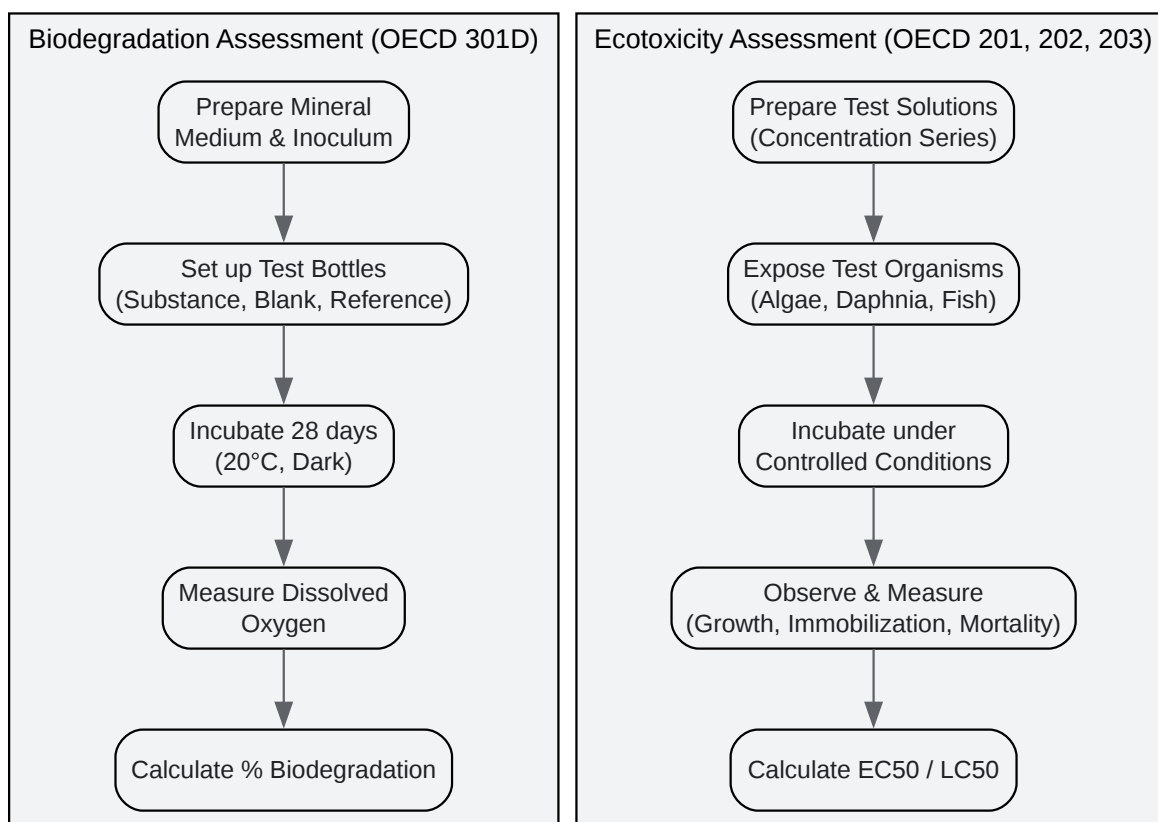 Biodegradation Assessment (OECD 301D)
Prepare Mineral
Medium & Inoculum
Set up Test Bottles
(Substance, Blank, Reference)
Incubate 28 days
(20°C, Dark)
Measure Dissolved
Oxygen
Calculate % Biodegradation
Ecotoxicity Assessment (OECD 201, 202, 203)
Prepare Test Solutions
(Concentration Series)
Expose Test Organisms
(Algae, Daphnia, Fish)
Incubate under
Controlled Conditions
Observe & Measure
(Growth, Immobilization, Mortality)
Calculate EC50 / LC50